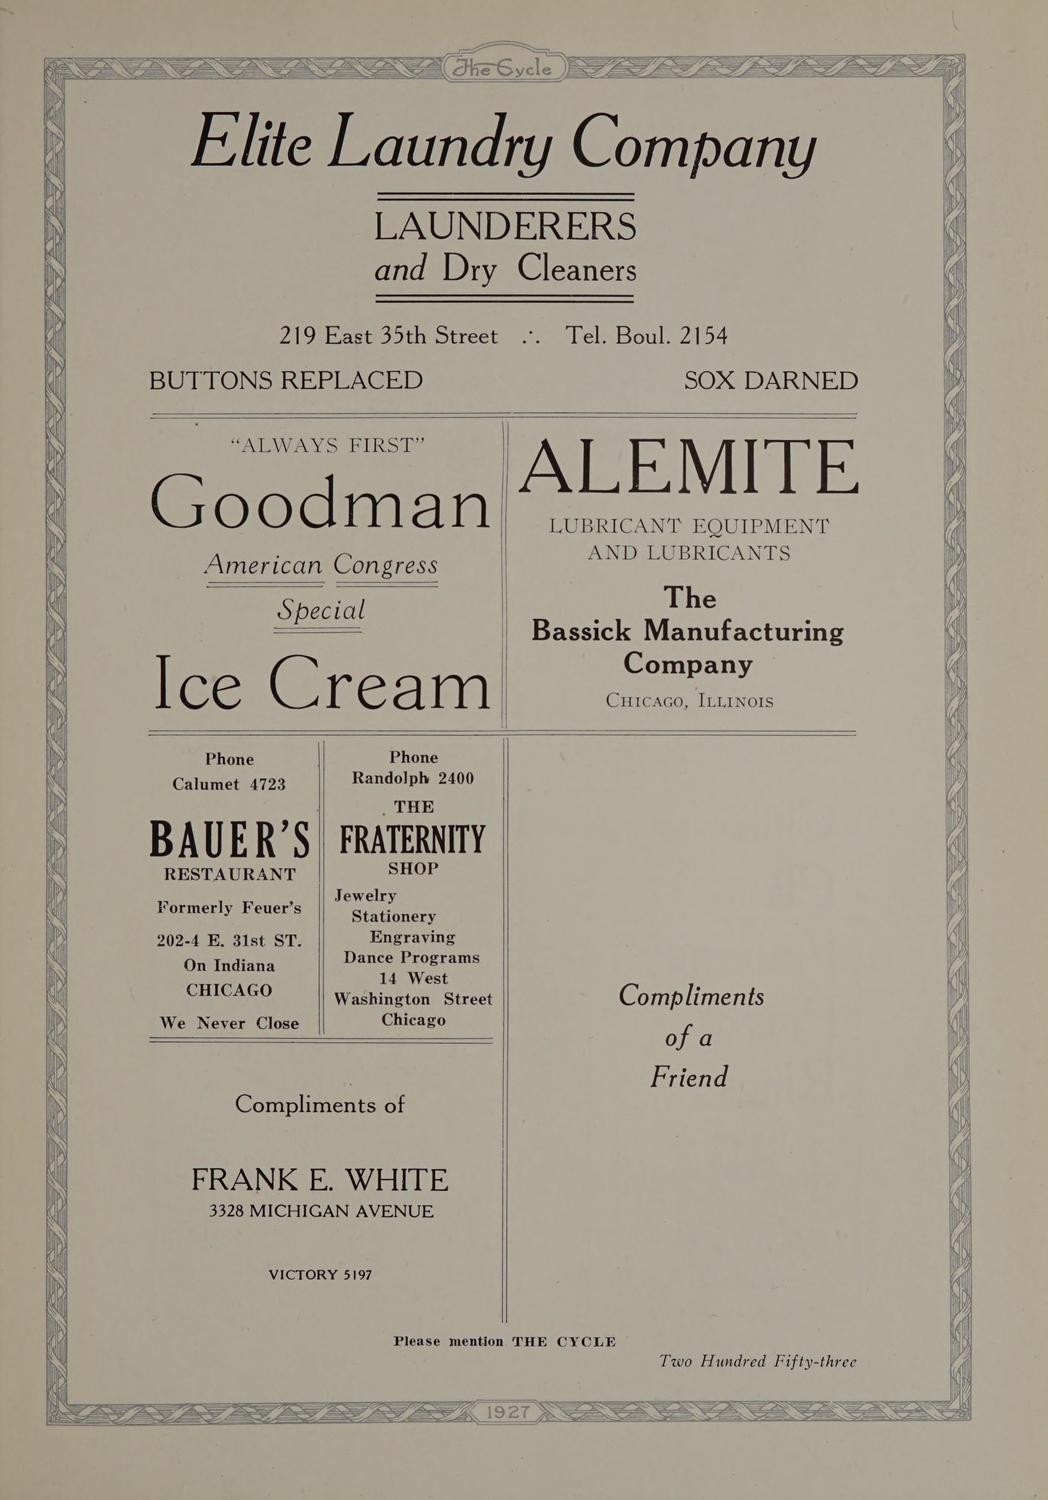 The Cycle
Elite Laundry Company
LAUNDERERS
and Dry Cleaners
219 East 35th Street ∴ Tel. Boul. 2154
BUTTONS REPLACED SOX DARNED
“ALWAYS FIRST”
Goodman
American Congress
Special
Ice Cream
ALEMITE
LUBRICANT EQUIPMENT
AND LUBRICANTS
The
Bassick Manufacturing
Company
CHICAGO, ILLINOIS
Phone
Calumet 4723
BAUER’S
RESTAURANT
Formerly Feuer’s
202-4 E. 31st ST.
On Indiana
CHICAGO
We Never Close
Phone
Randolph 2400
THE
FRATERNITY
SHOP
Jewelry
Stationery
Engraving
Dance Programs
14 West
Washington Street
Chicago
Compliments of
FRANK E. WHITE
3328 MICHIGAN AVENUE
VICTORY 5197
Compliments
of a
Friend
Please mention THE CYCLE
Two Hundred Fifty-three
1927